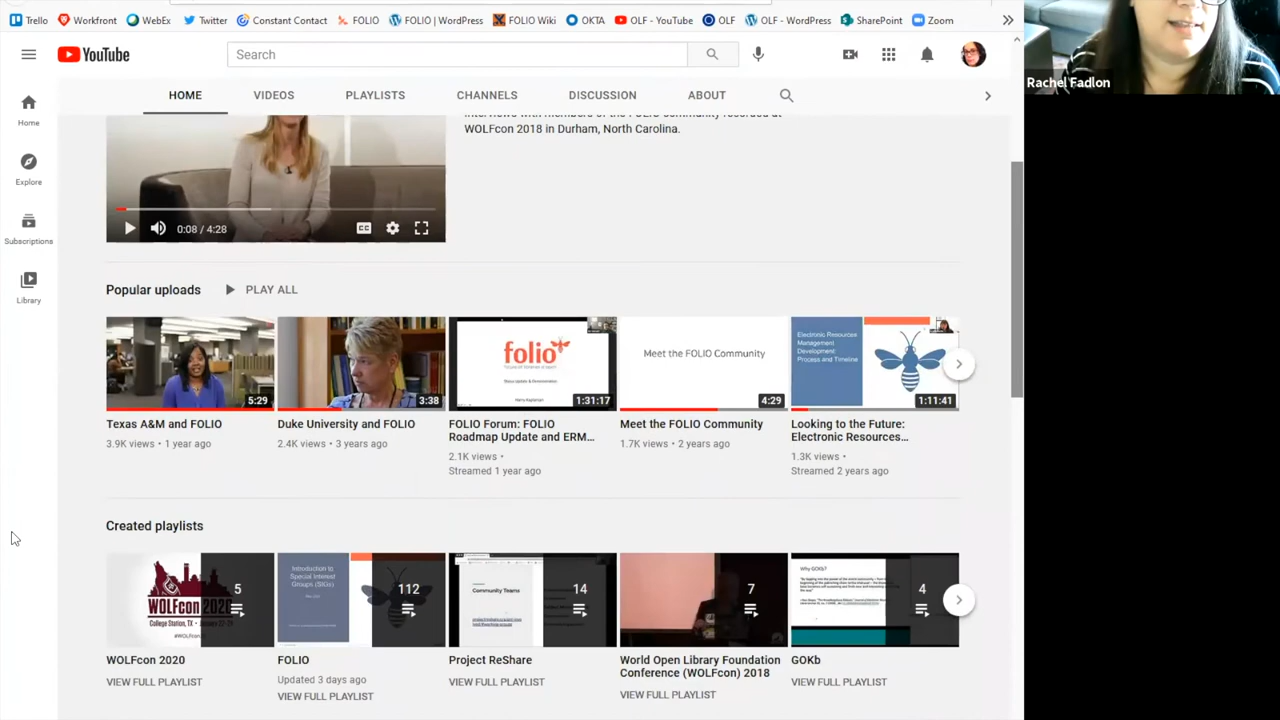 Trello Workfront WebEx Twitter Constant Contact FOLIO FOLIO | WordPress FOLIO Wiki OKTA OLF - YouTube OLF OLF - WordPress SharePoint Zoom
YouTube
Search
Rachel Fadlon
HOME VIDEOS PLAYLISTS CHANNELS DISCUSSION ABOUT
Home
Explore
Subscriptions
Library
WOLFcon 2018 in Durham, North Carolina.
0:08 / 4:28
CC
Popular uploads PLAY ALL
5:29
Texas A&M and FOLIO
3.9K views • 1 year ago
3:38
Duke University and FOLIO
2.4K views • 3 years ago
folio
1:31:17
FOLIO Forum: FOLIO
Roadmap Update and ERM...
2.1K views •
Streamed 1 year ago
Meet the FOLIO Community
4:29
Meet the FOLIO Community
1.7K views • 2 years ago
Electronic Resources
Management
Development:
Process and Timeline
1:11:41
Looking to the Future:
Electronic Resources...
1.3K views •
Streamed 2 years ago
Created playlists
WOLFcon 2020
College Station, TX
5
WOLFcon 2020
VIEW FULL PLAYLIST
Introduction to
Special Interest
Groups (SIGs)
112
FOLIO
Updated 3 days ago
VIEW FULL PLAYLIST
Community Teams
14
Project ReShare
VIEW FULL PLAYLIST
7
World Open Library Foundation
Conference (WOLFcon) 2018
VIEW FULL PLAYLIST
Why GOKb?
4
GOKb
VIEW FULL PLAYLIST